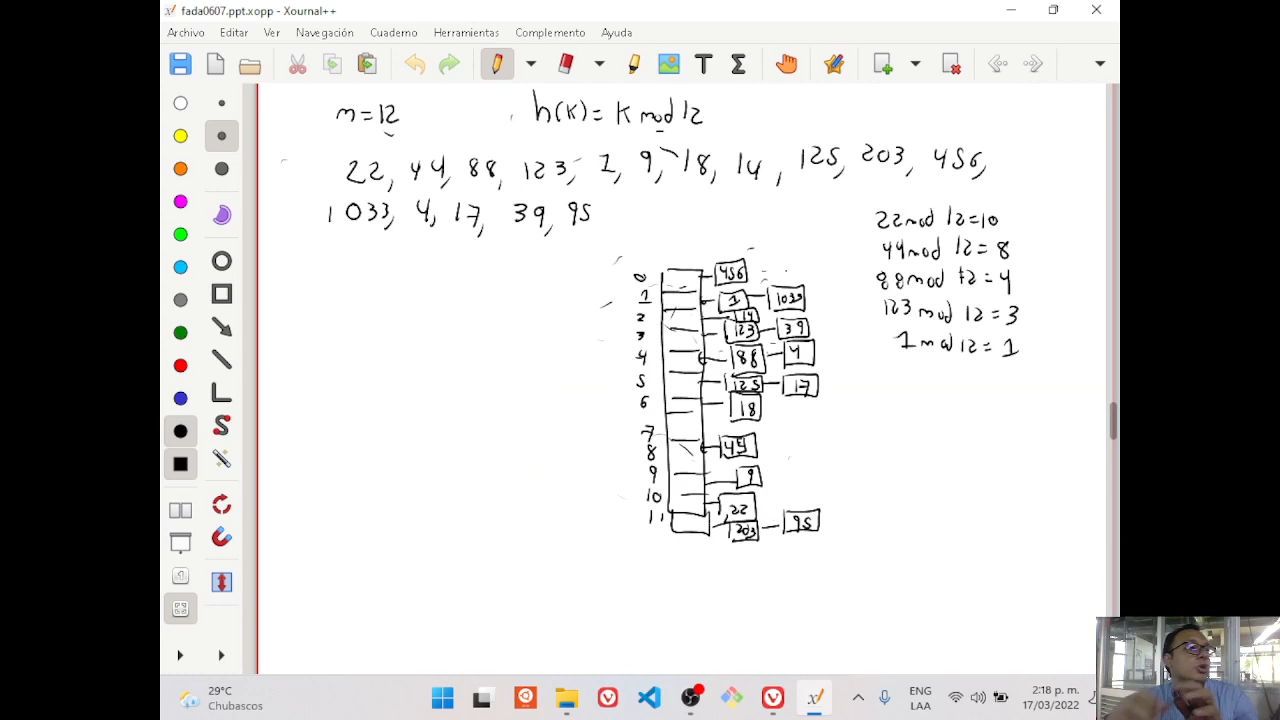 fada0607.ppt.xopp - Xournal++
Archivo Editar Ver Navegación Cuaderno Herramientas Complemento Ayuda
m=12 h(K)= K mod 12
22, 44, 88, 123, 1, 9, 18, 14, 125, 203, 456,
1033, 4, 17, 39, 95
22 mod 12=10
44 mod 12= 8
88 mod 12= 4
123 mod 12= 3
1 mod 12= 1
0 456
1 1 1033
2 14
3 123 39
4 88 4
5 125 17
6 18
7
8 44
9 9
10 22
11 203 95
29°C
Chubascos
ENG
LAA
2:18 p. m.
17/03/2022